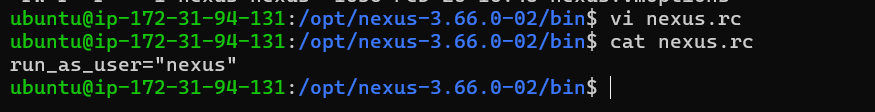 ubuntu@ip-172-31-94-131:/opt/nexus-3.66.0-02/bin$ vi nexus.rc
ubuntu@ip-172-31-94-131:/opt/nexus-3.66.0-02/bin$ cat nexus.rc
run_as_user="nexus"
ubuntu@ip-172-31-94-131:/opt/nexus-3.66.0-02/bin$